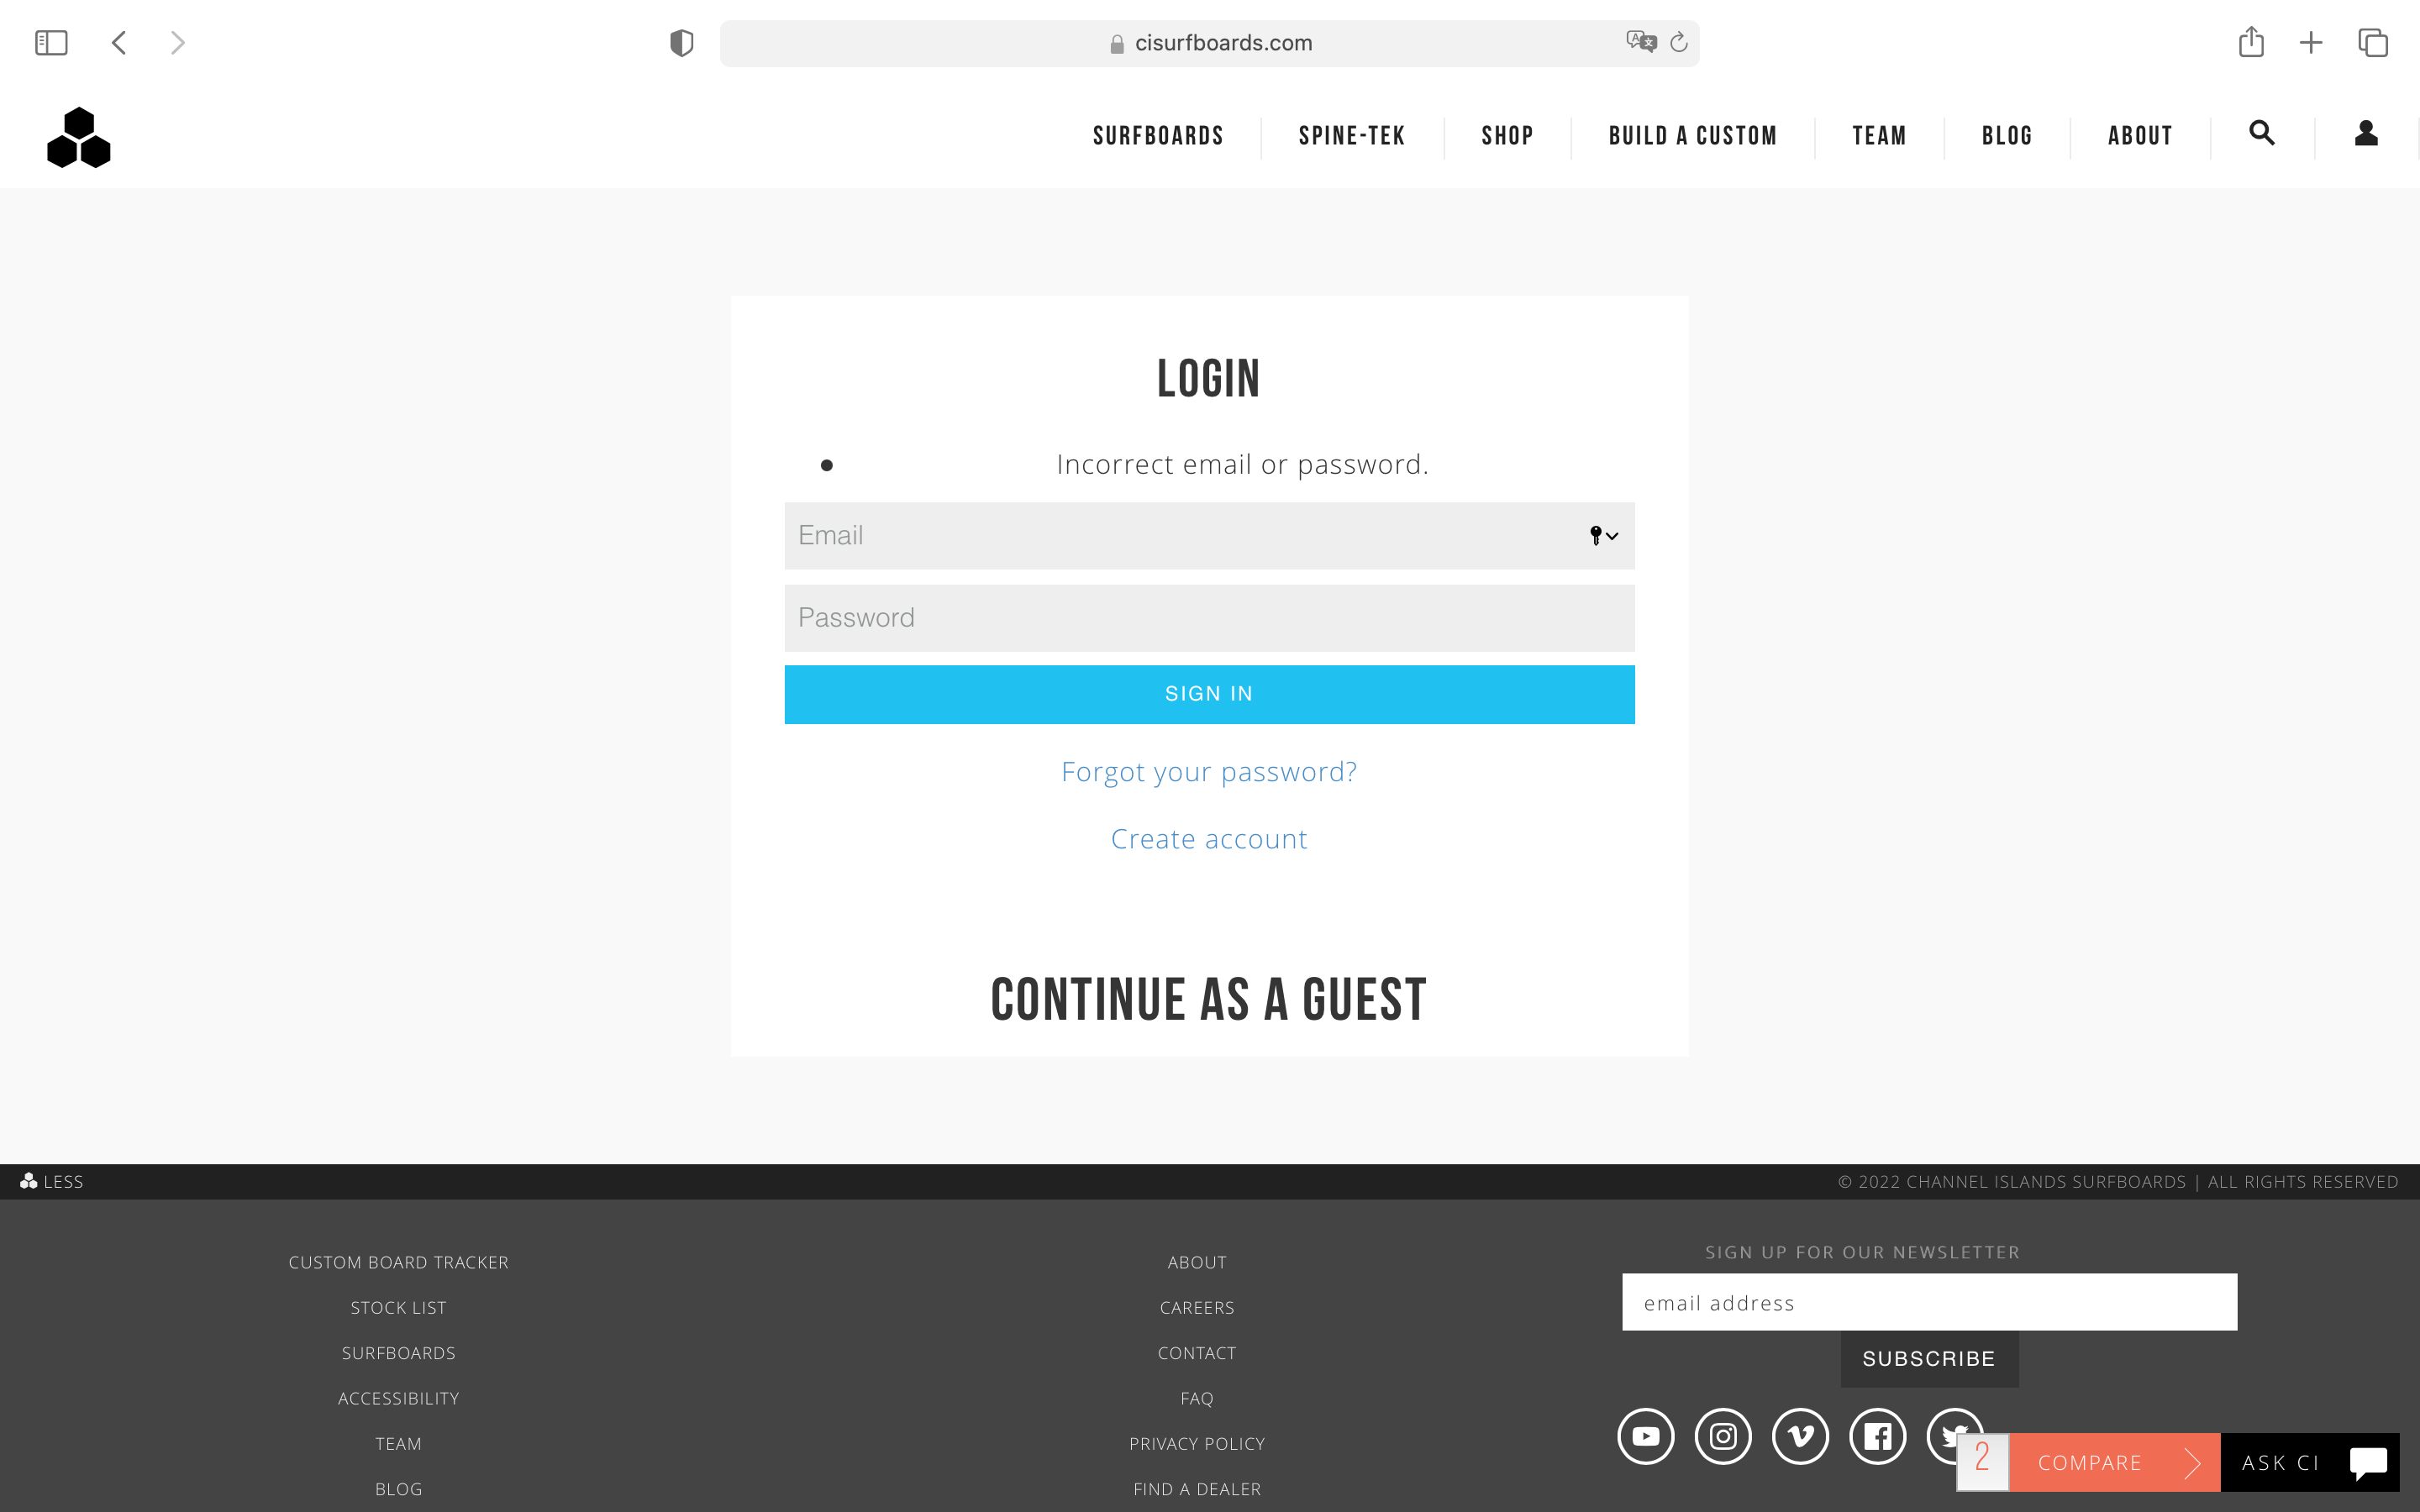 cisurfboards.com
SURFBOARDS
SPINE-TEK
SHOP
BUILD A CUSTOM
TEAM
BLOG
ABOUT
LOGIN
• Incorrect email or password.
Email
Password
SIGN IN
Forgot your password?
Create account
CONTINUE AS A GUEST
LESS
© 2022 CHANNEL ISLANDS SURFBOARDS | ALL RIGHTS RESERVED
CUSTOM BOARD TRACKER
STOCK LIST
SURFBOARDS
ACCESSIBILITY
TEAM
BLOG
ABOUT
CAREERS
CONTACT
FAQ
PRIVACY POLICY
FIND A DEALER
SIGN UP FOR OUR NEWSLETTER
email address
SUBSCRIBE
2
COMPARE
ASK CI